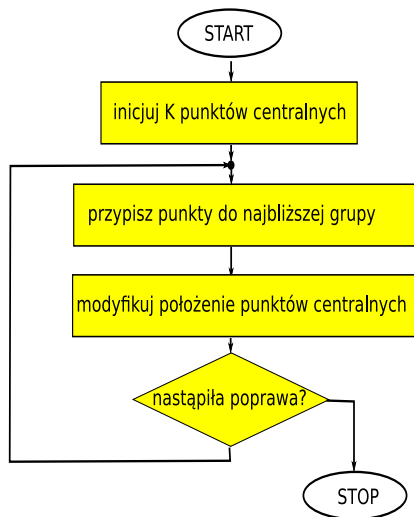 START
inicjuj K punktów centralnych
przypisz punkty do najbliższej grupy
modyfikuj położenie punktów centralnych
nastąpiła poprawa?
STOP